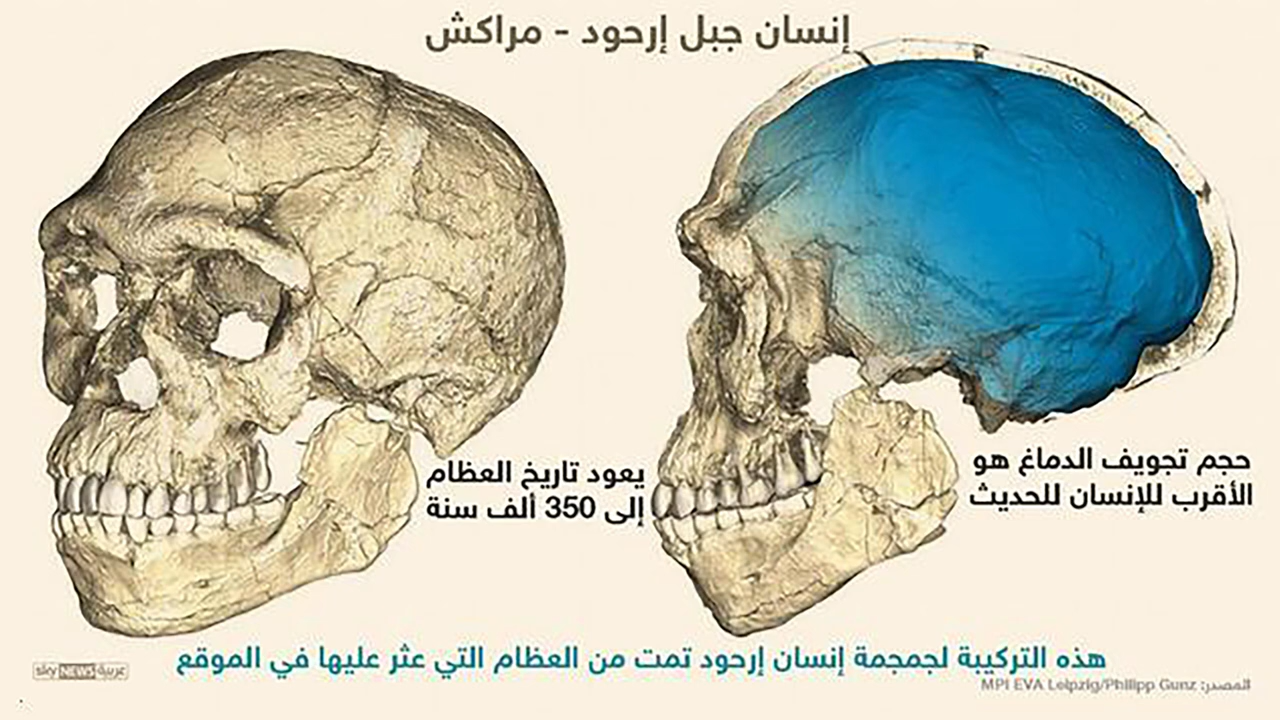 إنسان جبل إرحود - مراكش
حجم تجويف الدماغ هو
الأقرب للإنسان للحديث
يعود تاريخ العظام
إلى 350 ألف سنة
هذه التركيبة لجمجمة إنسان إرحود تمت من العظام التي عثر عليها في الموقع
المصدر: MPI EVA Leipzig/Philipp Gunz
sky NEWS عربية